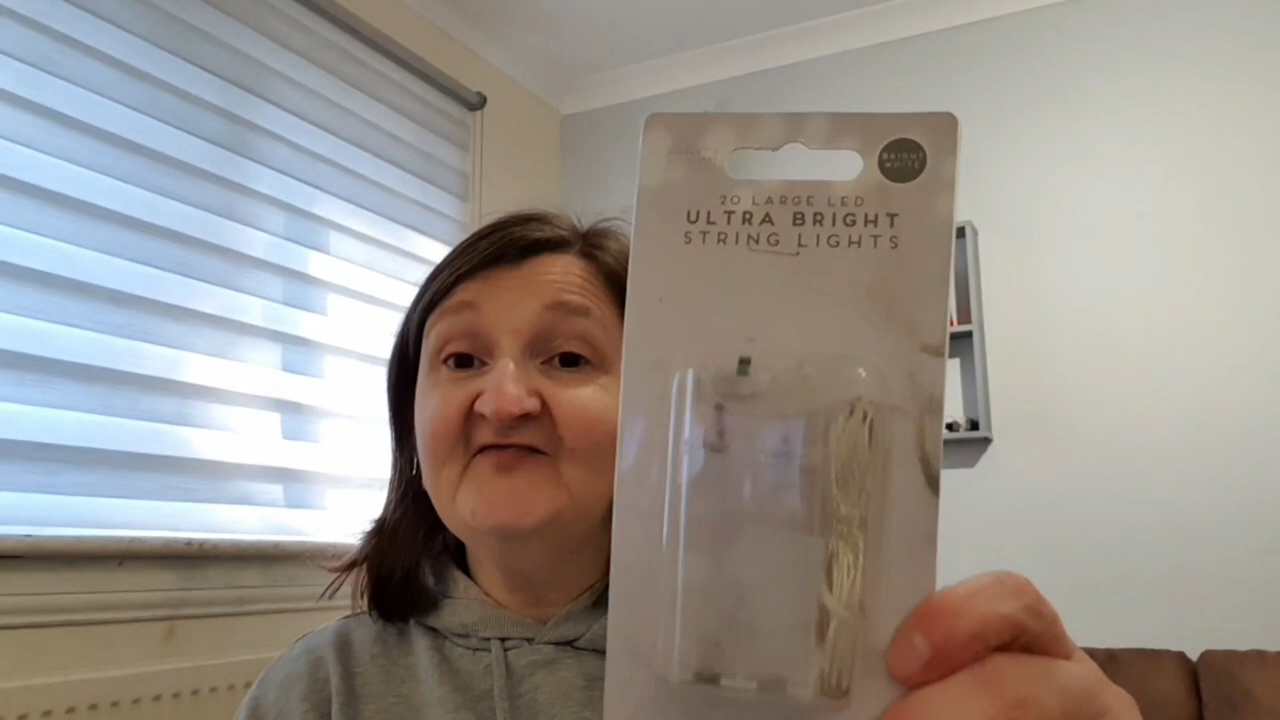 BRIGHT
WHITE
20 LARGE LED
ULTRA BRIGHT
STRING LIGHTS